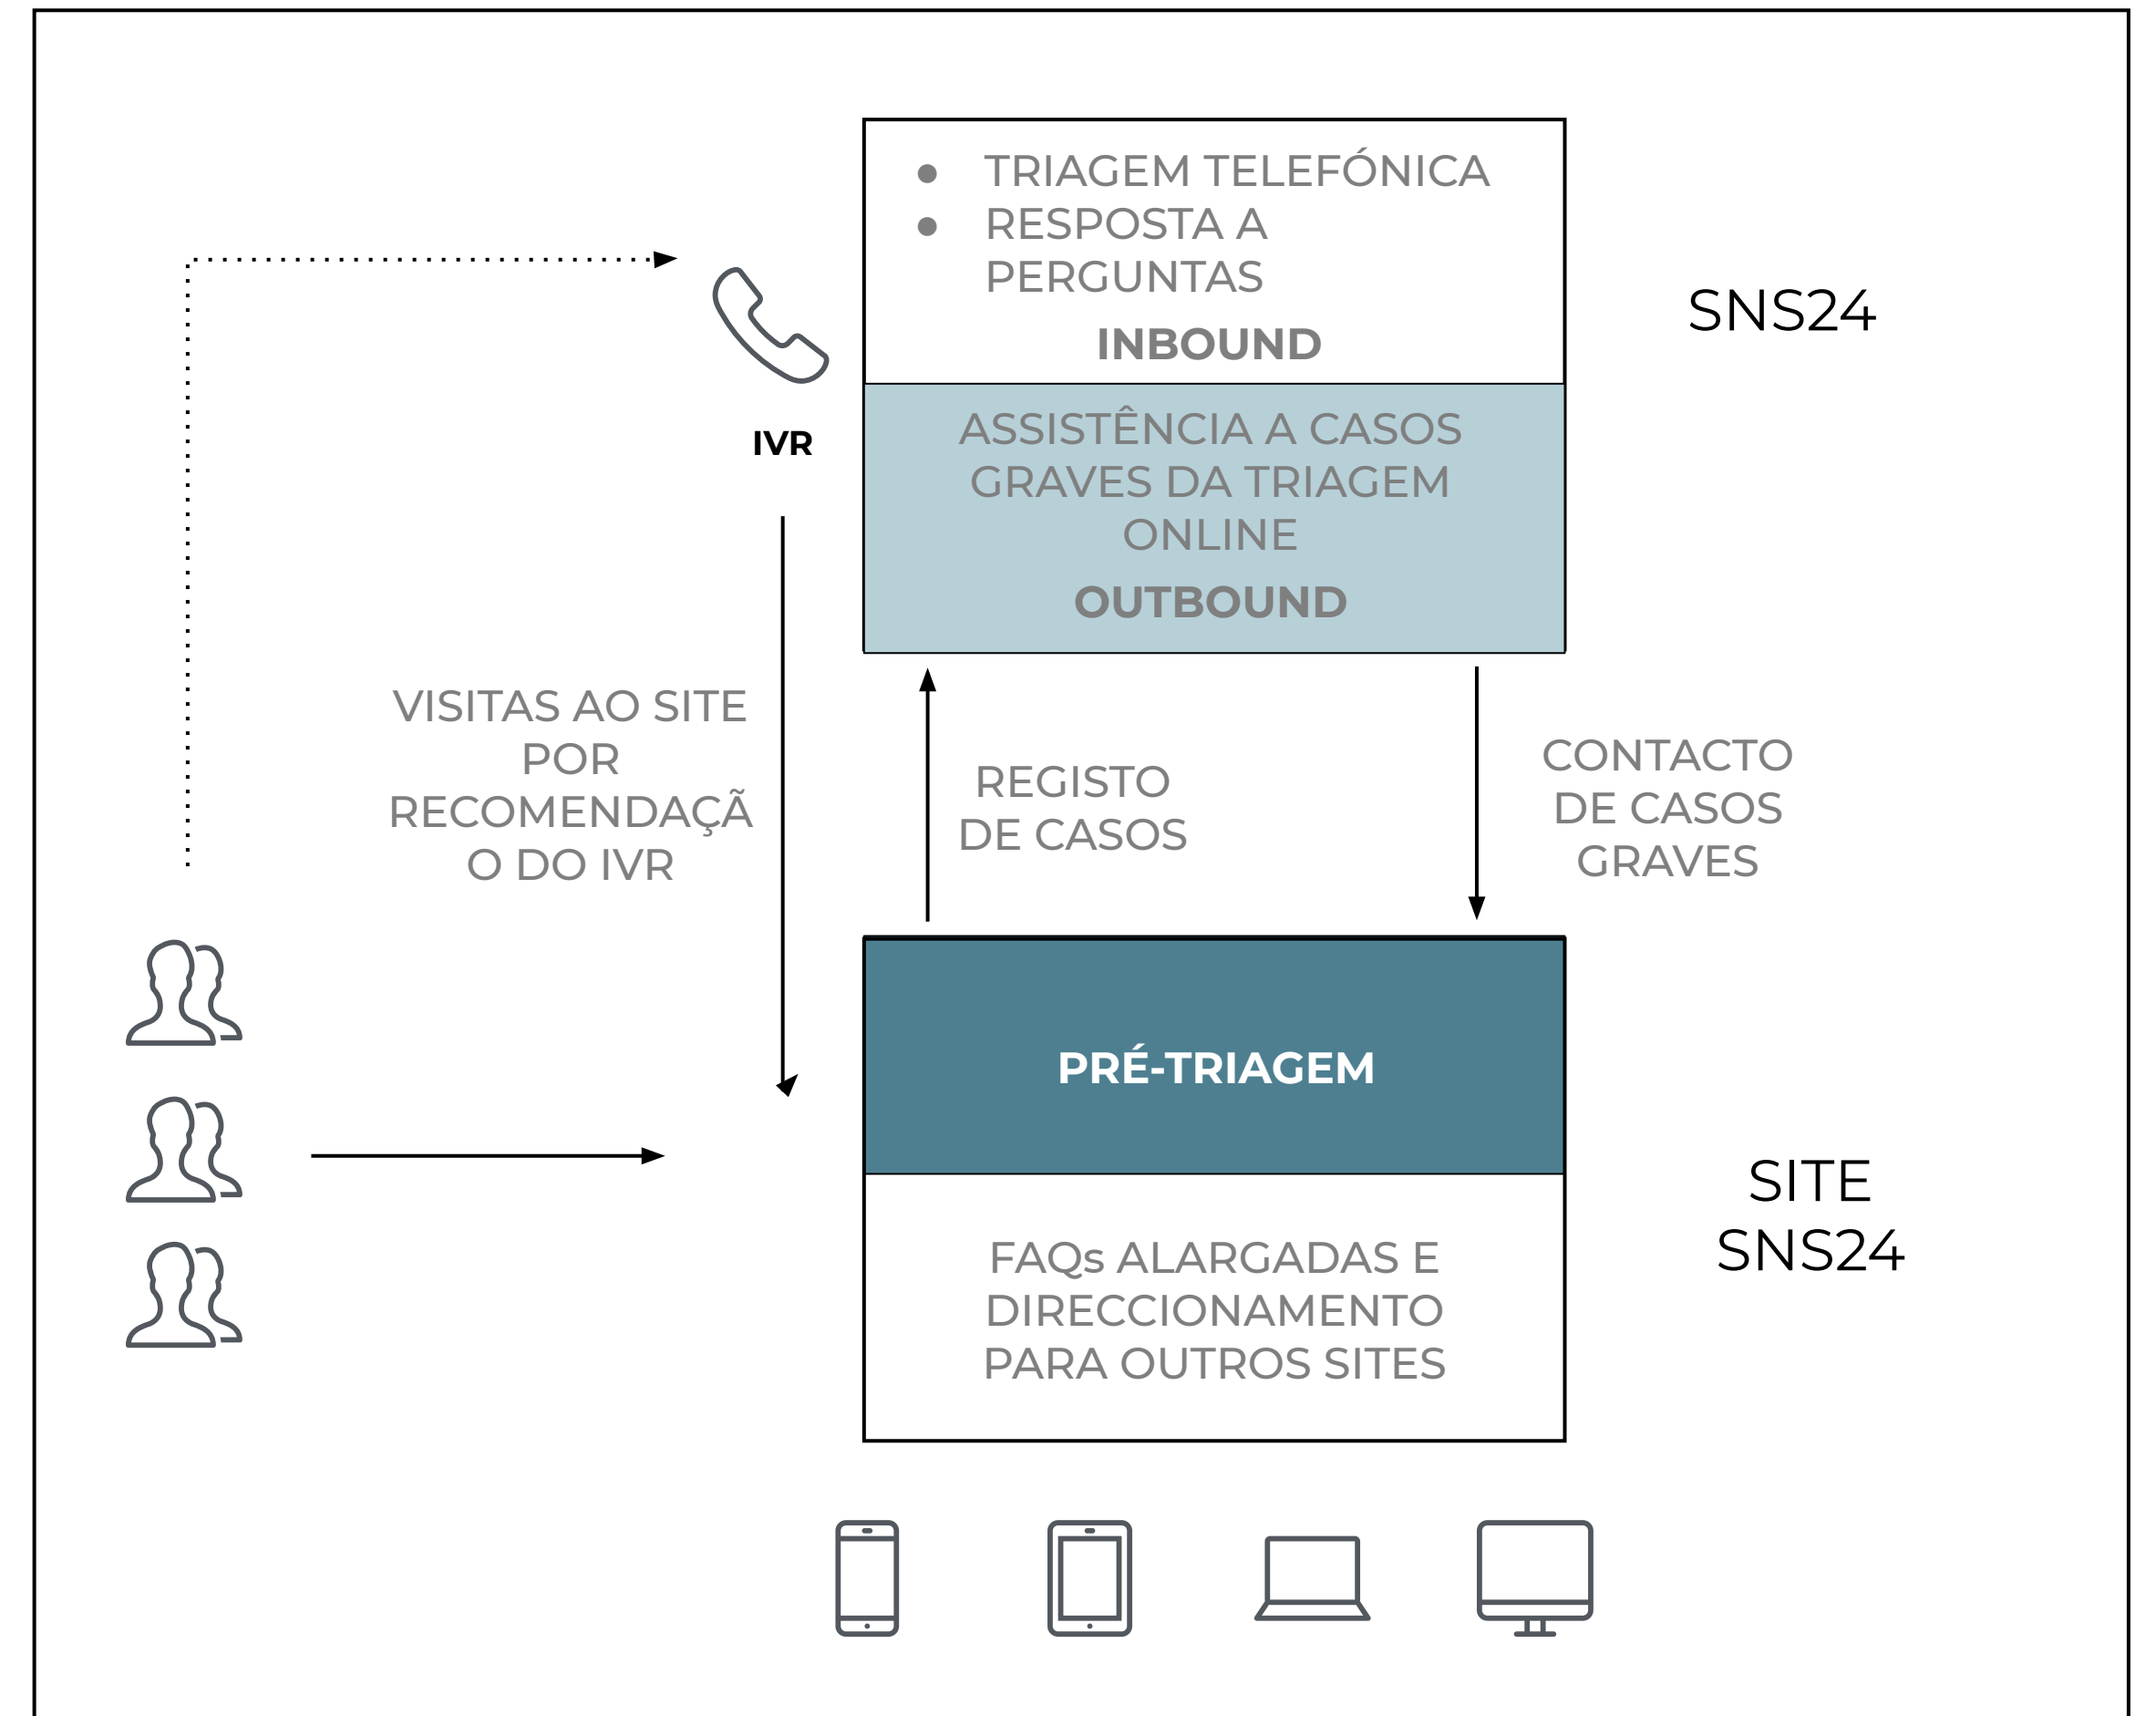 ● TRIAGEM TELEFÓNICA
● RESPOSTA A
PERGUNTAS
INBOUND
SNS24
IVR
ASSISTÊNCIA A CASOS
GRAVES DA TRIAGEM
ONLINE
OUTBOUND
VISITAS AO SITE
POR
RECOMENDAÇÃ
O DO IVR
REGISTO
DE CASOS
CONTACTO
DE CASOS
GRAVES
PRÉ-TRIAGEM
SITE
SNS24
FAQs ALARGADAS E
DIRECCIONAMENTO
PARA OUTROS SITES